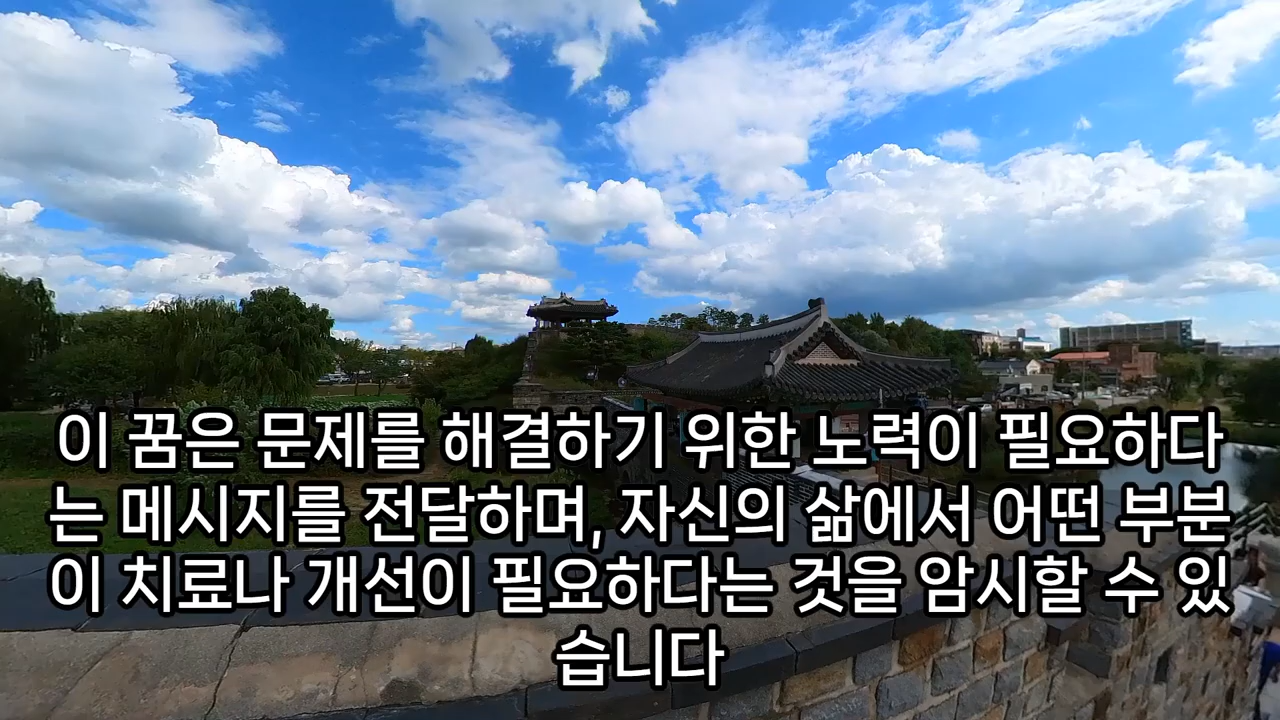 이 꿈은 문제를 해결하기 위한 노력이 필요하다
는 메시지를 전달하며, 자신의 삶에서 어떤 부분
이 치료나 개선이 필요하다는 것을 암시할 수 있
습니다